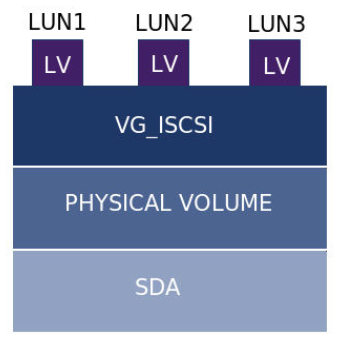 LUN1 LUN2 LUN3
LV LV LV
VG_ISCSI
PHYSICAL VOLUME
SDA